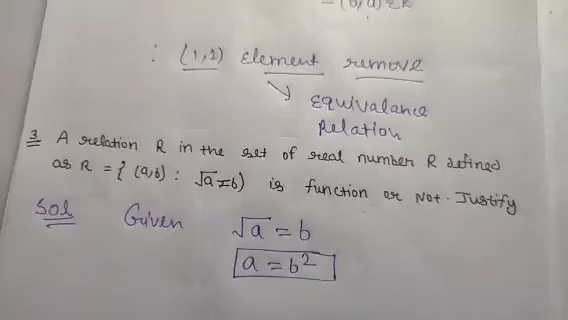 = (b,a) ∈ R
: (1,2) Element remove
↘ Equivalance
Relation
3 A relation R in the set of real number R defined
as R = { (a,b) : √a = b) is function or Not. Justify
Sol Given √a = b
a = b²